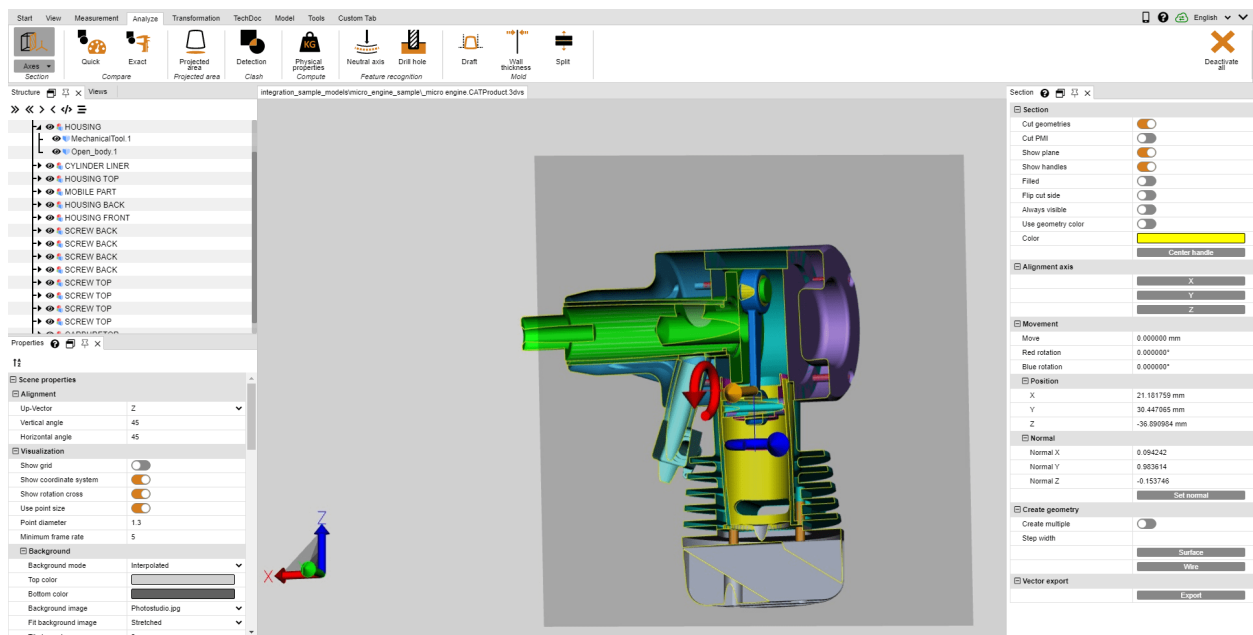 Start View Measurement Analyze Transformation TechDoc Model Tools Custom Tab English
Axes
Section
Quick
Exact
Compare
Projected area
Projected area
Detection
Clash
KG
Physical properties
Compute
Neutral axis
Drill hole
Feature recognition
Draft
Wall thickness
Split
Mold
Deactivate all
Structure Views
HOUSING
MechanicalTool.1
Open_body.1
CYLINDER LINER
HOUSING TOP
MOBILE PART
HOUSING BACK
HOUSING FRONT
SCREW BACK
SCREW BACK
SCREW BACK
SCREW BACK
SCREW TOP
SCREW TOP
SCREW TOP
SCREW TOP
CARBURETOR
Properties
Scene properties
Alignment
Up-Vector Z
Vertical angle 45
Horizontal angle 45
Visualization
Show grid
Show coordinate system
Show rotation cross
Use point size
Point diameter 1.3
Minimum frame rate 5
Background
Background mode Interpolated
Top color
Bottom color
Background image Photostudio.jpg
Fit background image Stretched
integration_sample_models\micro_engine_sample\_micro engine.CATProduct.3dvs
Z
X
Section
Section
Cut geometries
Cut PMI
Show plane
Show handles
Filled
Flip cut side
Always visible
Use geometry color
Color
Center handle
Alignment axis
X
Y
Z
Movement
Move 0.000000 mm
Red rotation 0.000000°
Blue rotation 0.000000°
Position
X 21.181759 mm
Y 30.447065 mm
Z -36.890984 mm
Normal
Normal X 0.094242
Normal Y 0.983614
Normal Z -0.153746
Set normal
Create geometry
Create multiple
Step width
Surface
Wire
Vector export
Export